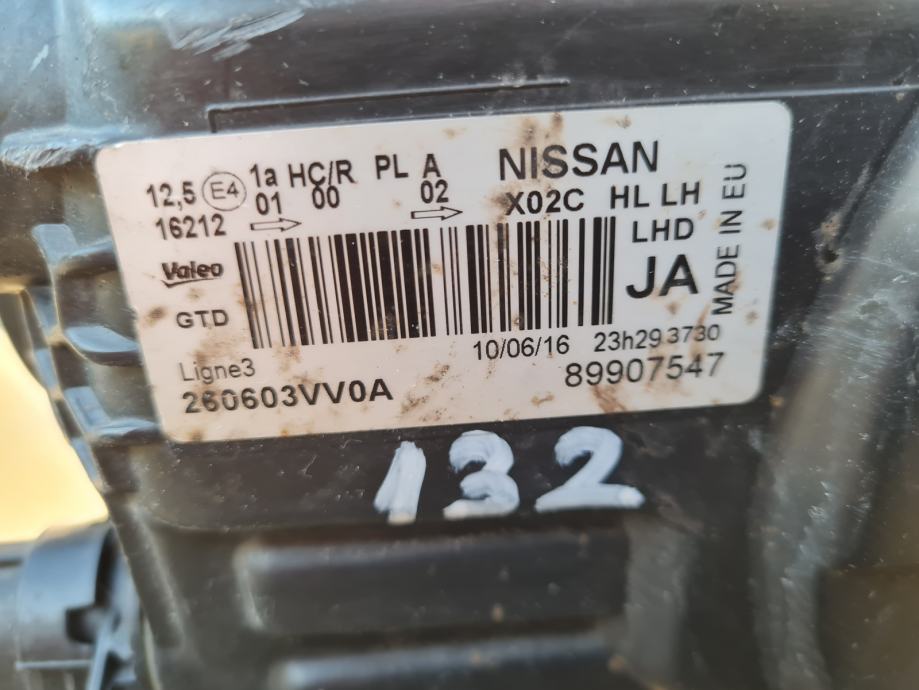 12,5 E4 1a HC/R PL A NISSAN
01 00 02 X02C HL LH
16212 LHD
Valeo JA
GTD MADE IN EU
10/06/16 23h29 3730
Ligne3 89907547
260603VV0A
132